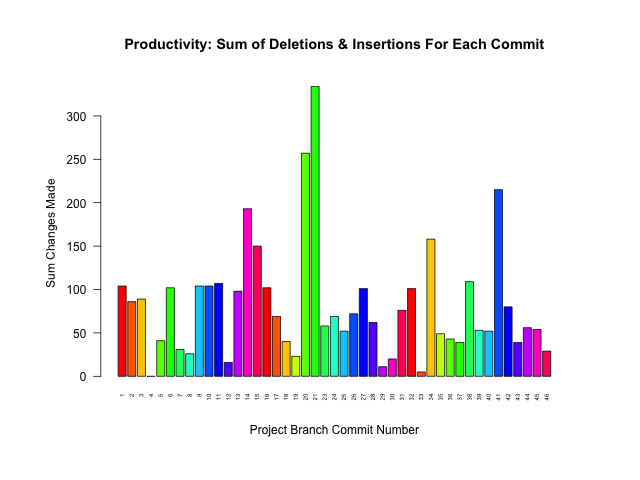 Productivity: Sum of Deletions & Insertions For Each Commit
Sum Changes Made
300
250
200
150
100
50
0
1 2 3 4 5 6 7 8 9 10 11 12 13 14 15 16 17 18 19 20 21 23 24 25 26 27 28 29 30 31 32 33 34 35 36 37 38 39 40 41 42 43 44 45 46
Project Branch Commit Number